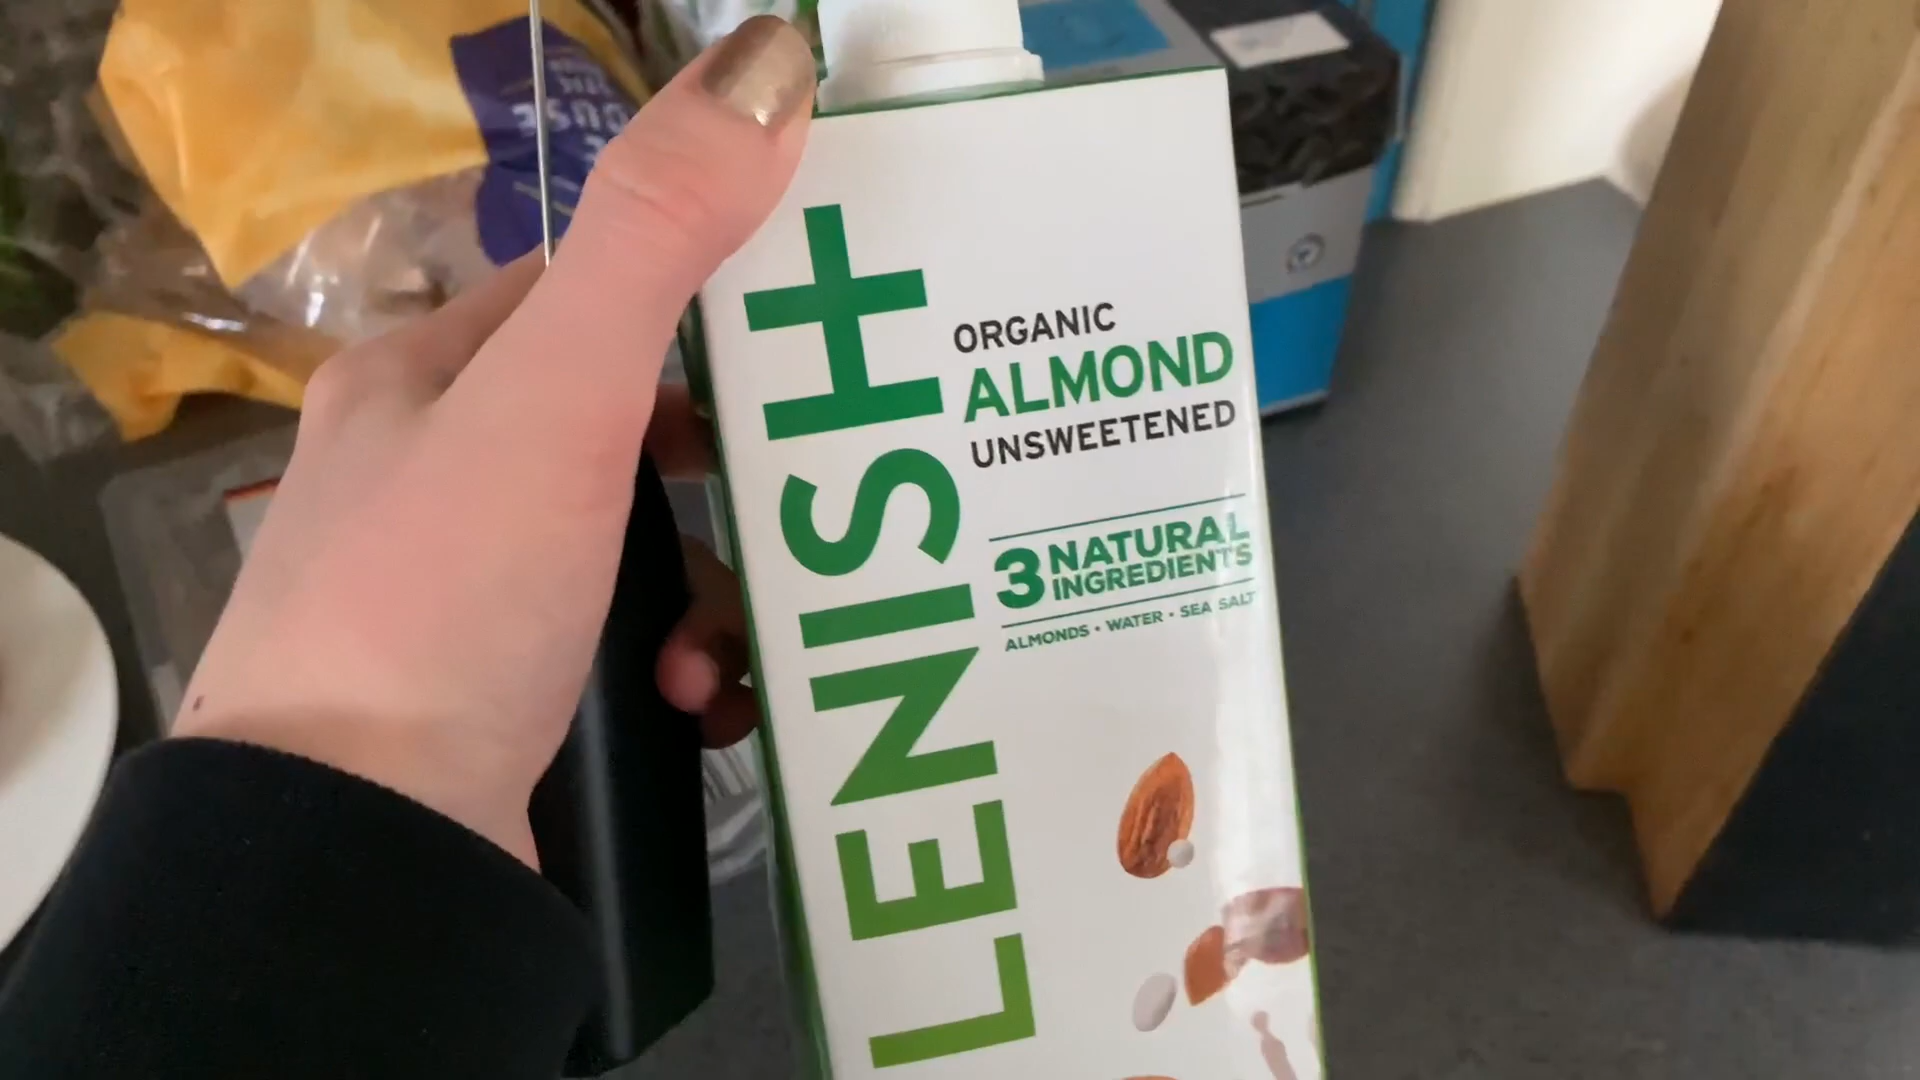 LENISH
ORGANIC
ALMOND
UNSWEETENED
3 NATURAL
INGREDIENTS
ALMONDS • WATER • SEA SALT